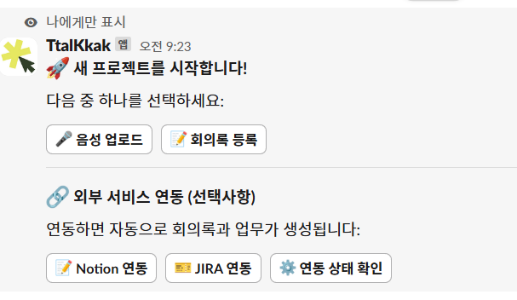 나에게만 표시
TtalKkak 앱 오전 9:23
🚀 새 프로젝트를 시작합니다!
다음 중 하나를 선택하세요:
🎤 음성 업로드 📝 회의록 등록
🔗 외부 서비스 연동 (선택사항)
연동하면 자동으로 회의록과 업무가 생성됩니다:
📝 Notion 연동 🎫 JIRA 연동 ⚙️ 연동 상태 확인